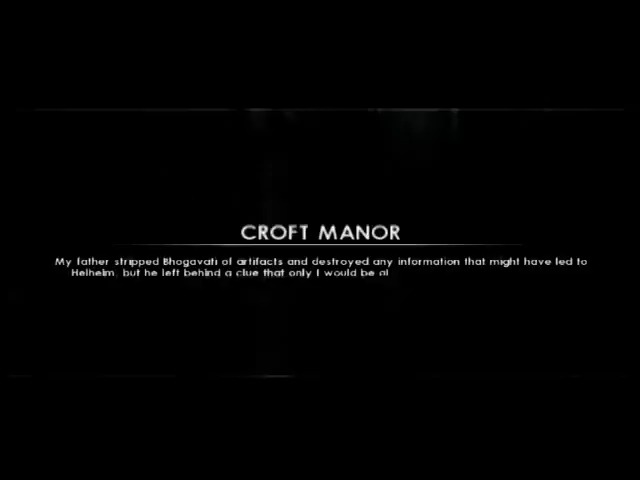 CROFT MANOR
My father stripped Bhogavati of artifacts and destroyed any information that might have led to
Helheim, but he left behind a clue that only I would be al